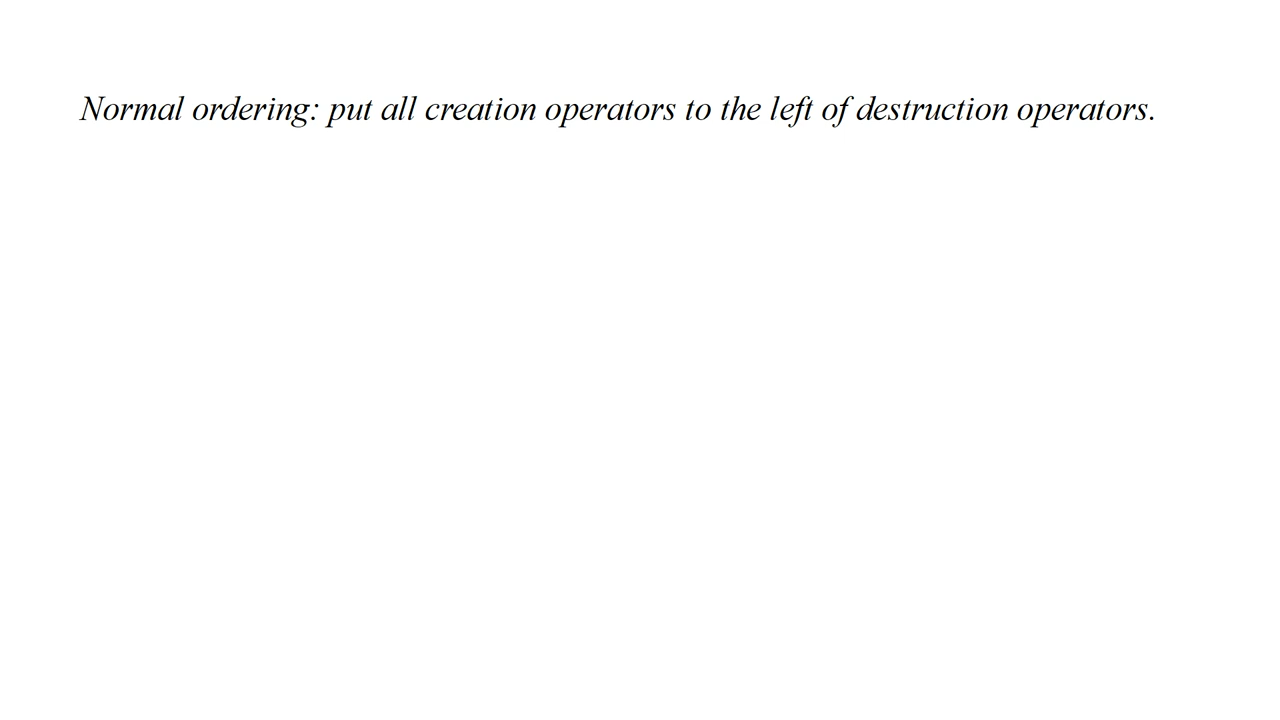 Normal ordering: put all creation operators to the left of destruction operators.